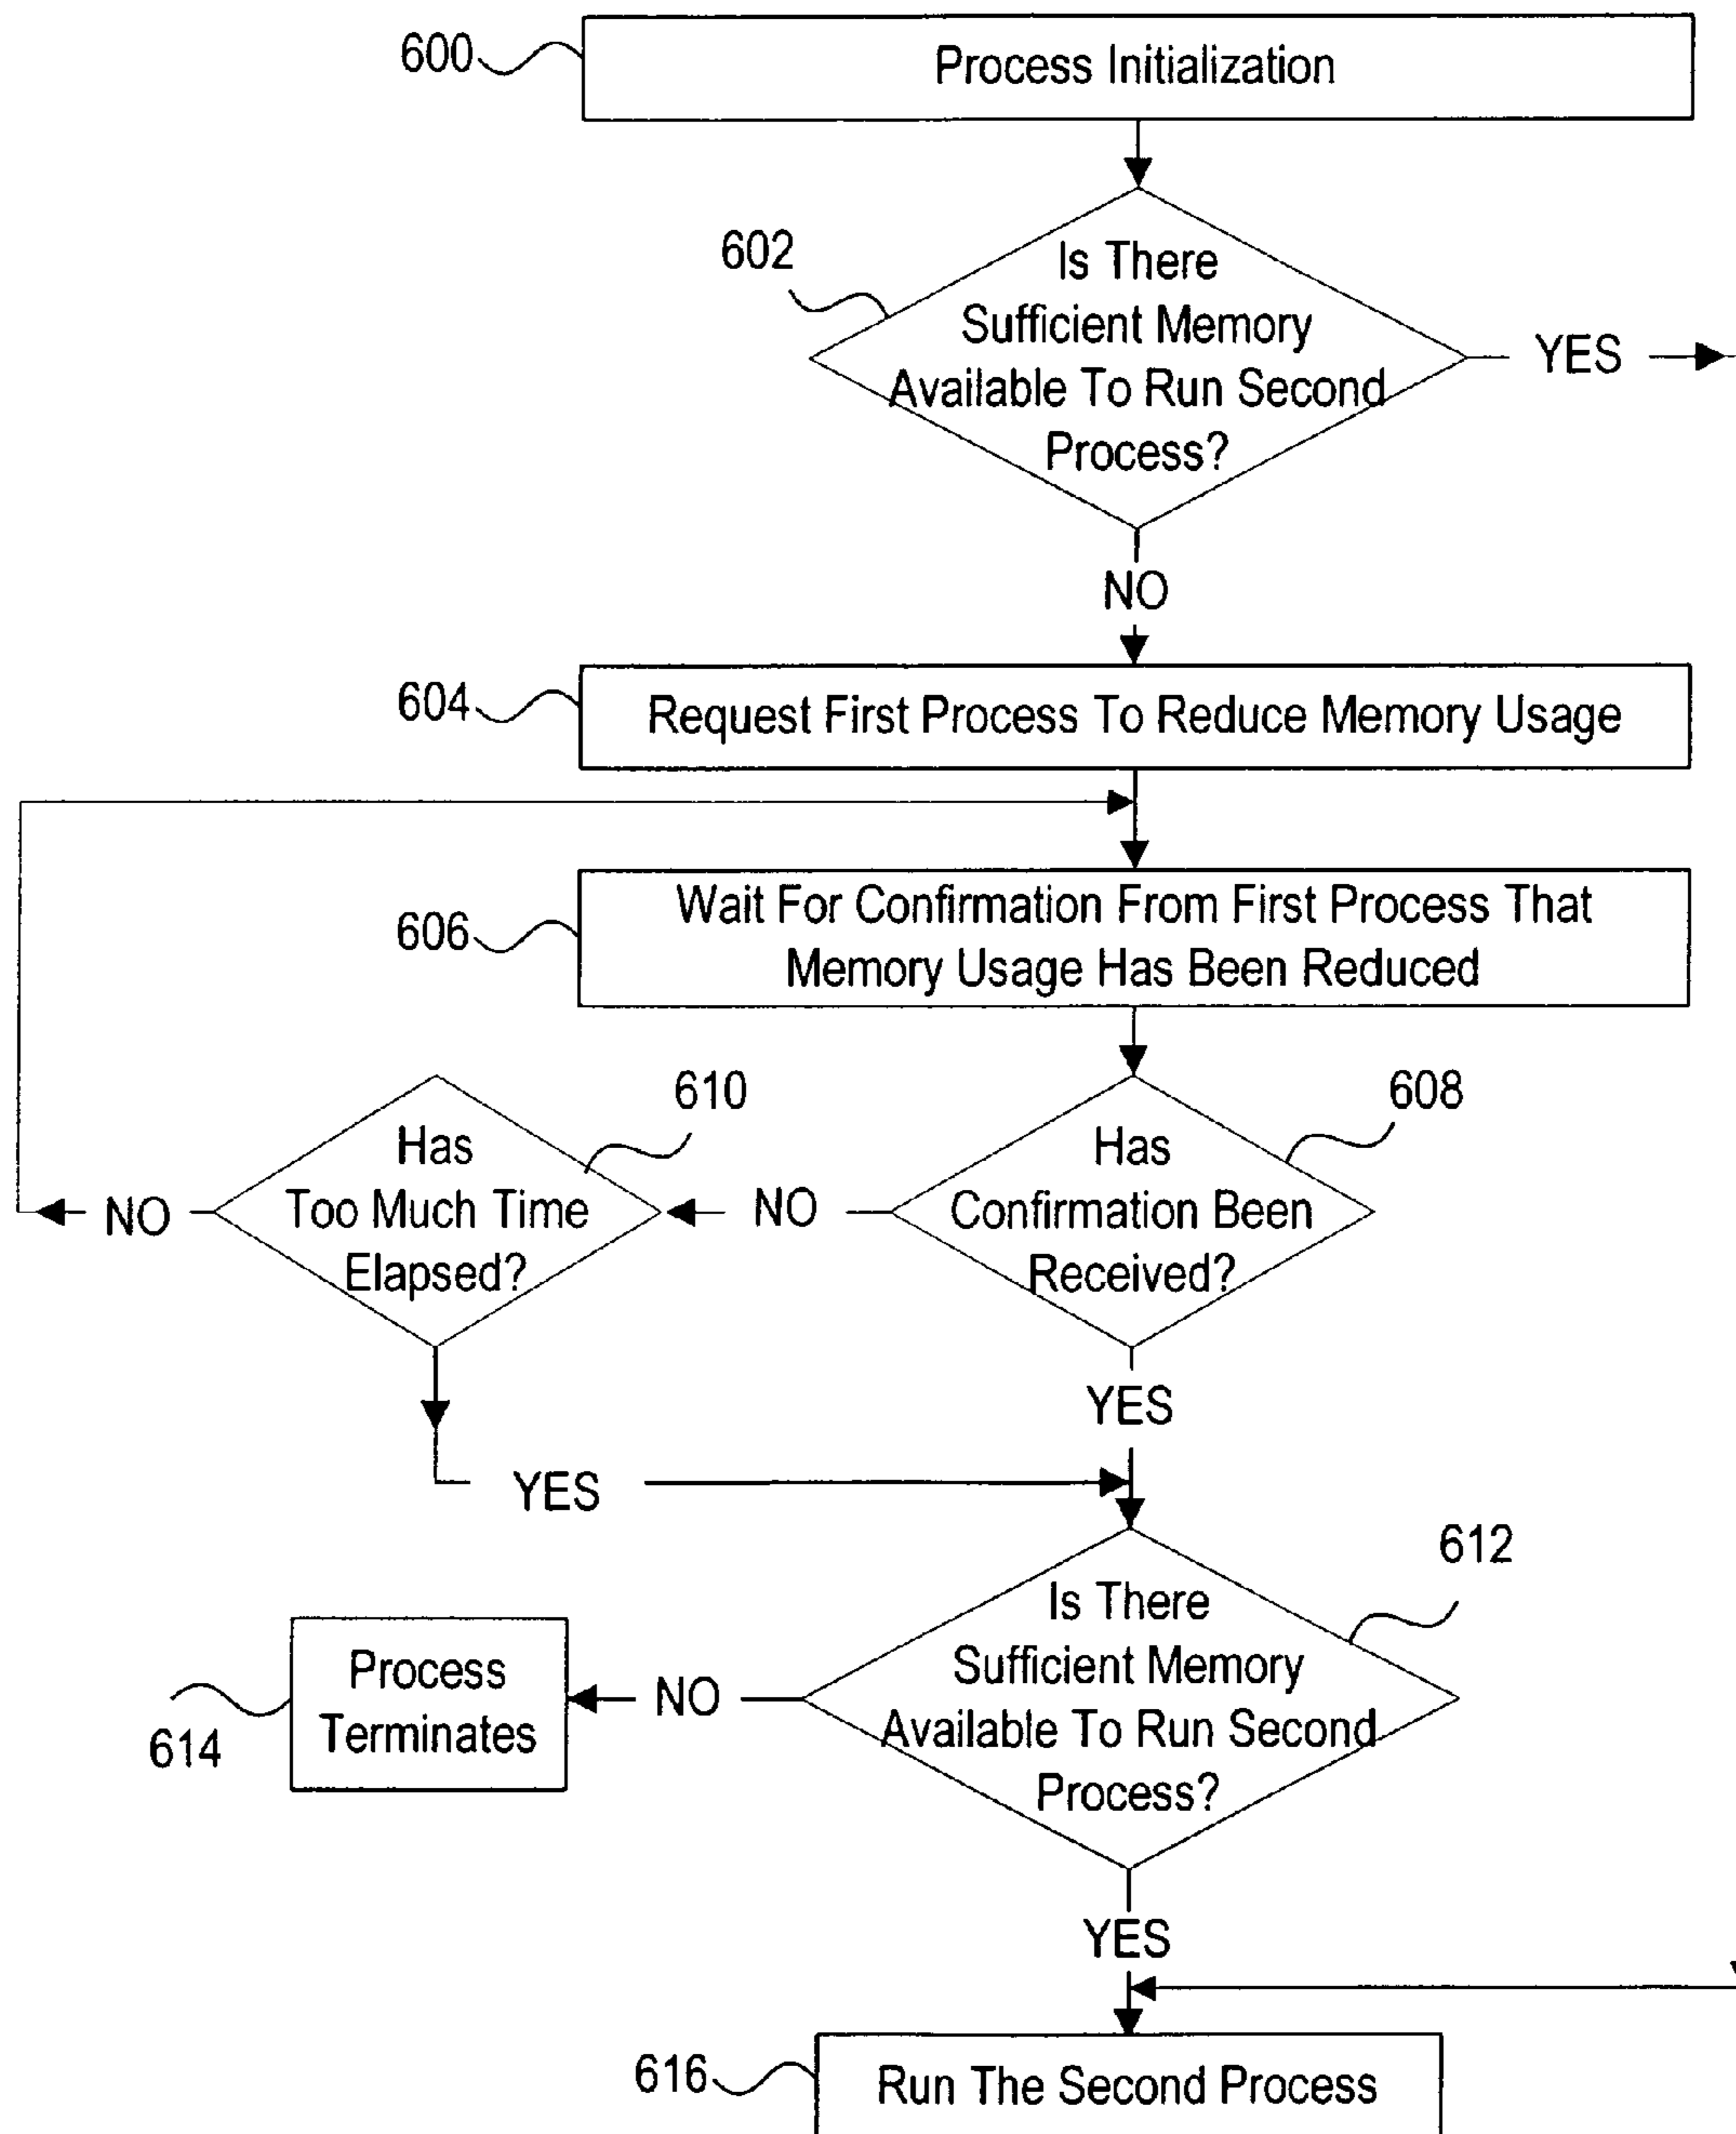 600
Process Initialization
602
Is There
Sufficient Memory
Available To Run Second
Process?
YES
NO
604
Request First Process To Reduce Memory Usage
606
Wait For Confirmation From First Process That
Memory Usage Has Been Reduced
610
608
Has
Too Much Time
Elapsed?
Has
Confirmation Been
Received?
NO
NO
YES
YES
612
Is There
Sufficient Memory
Available To Run Second
Process?
NO
Process
Terminates
614
YES
616
Run The Second Process